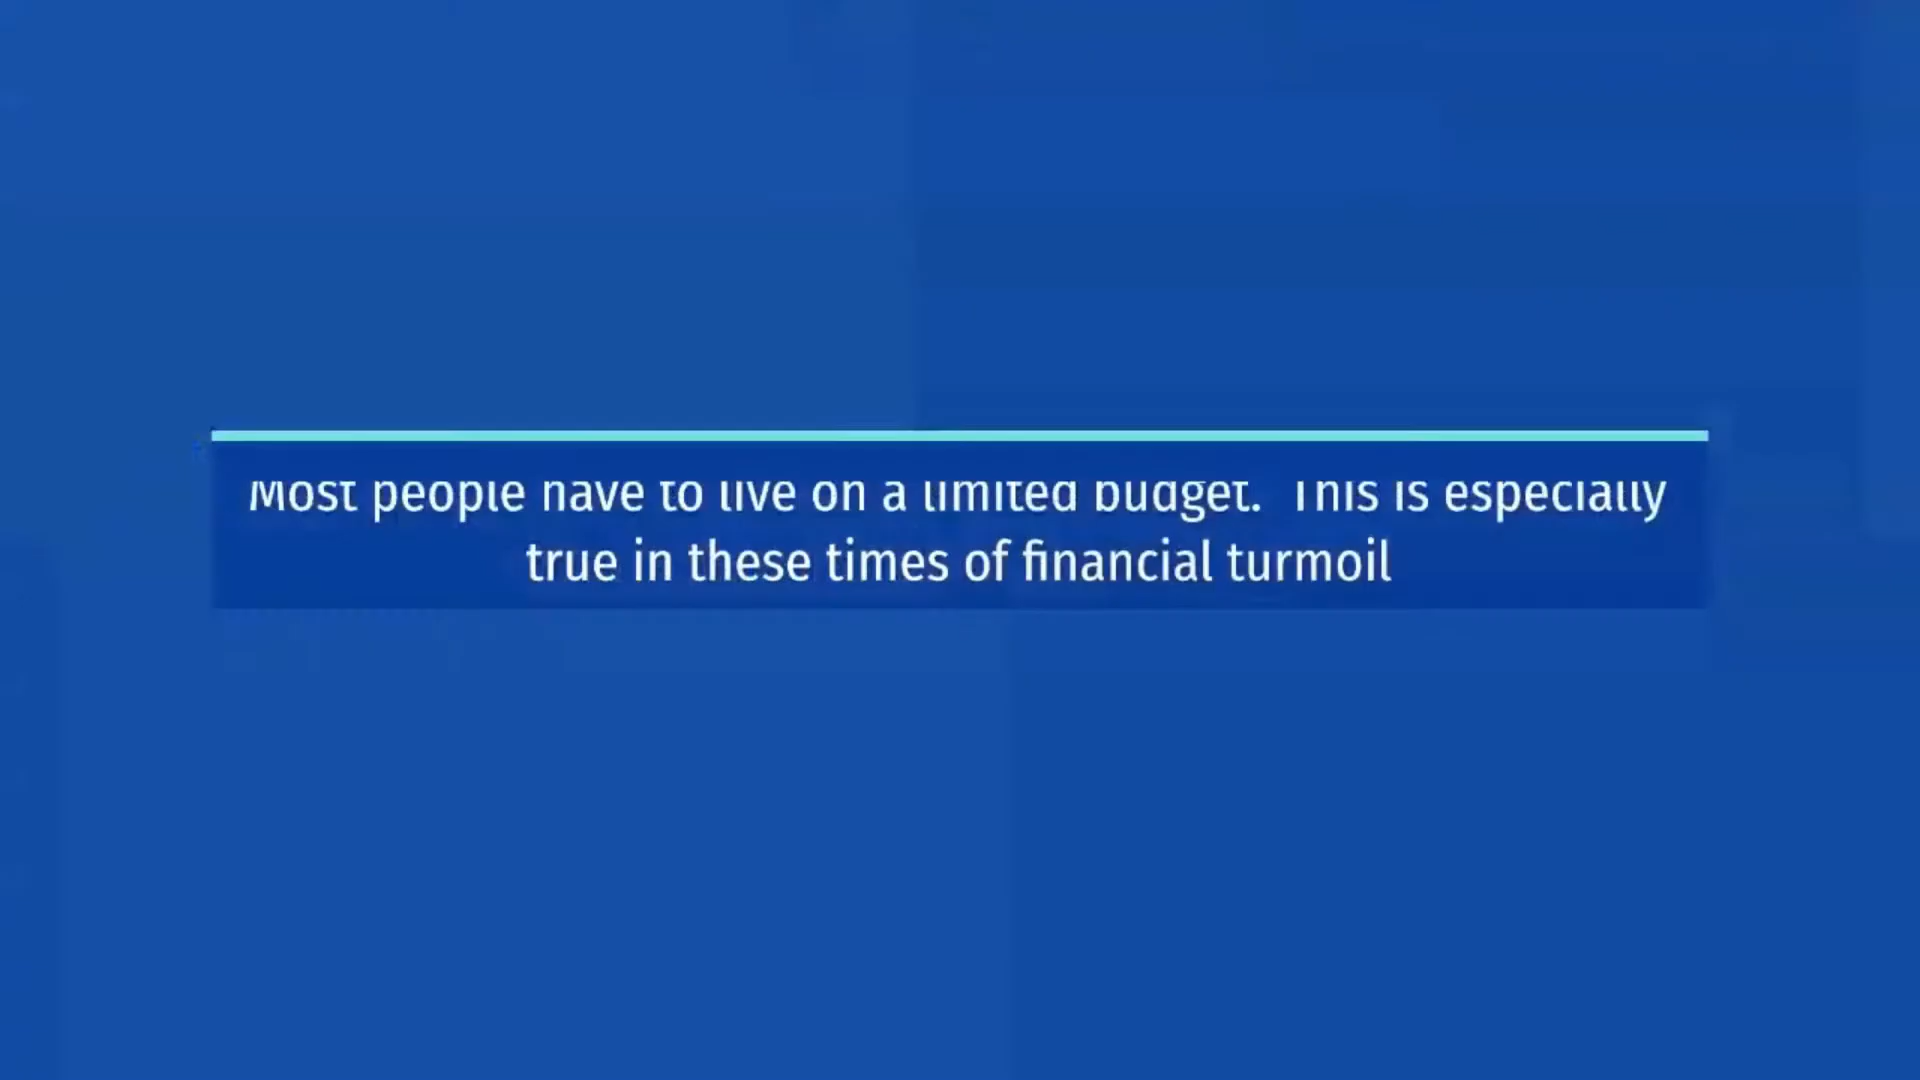 Most people have to live on a limited budget.  This is especially
true in these times of financial turmoil